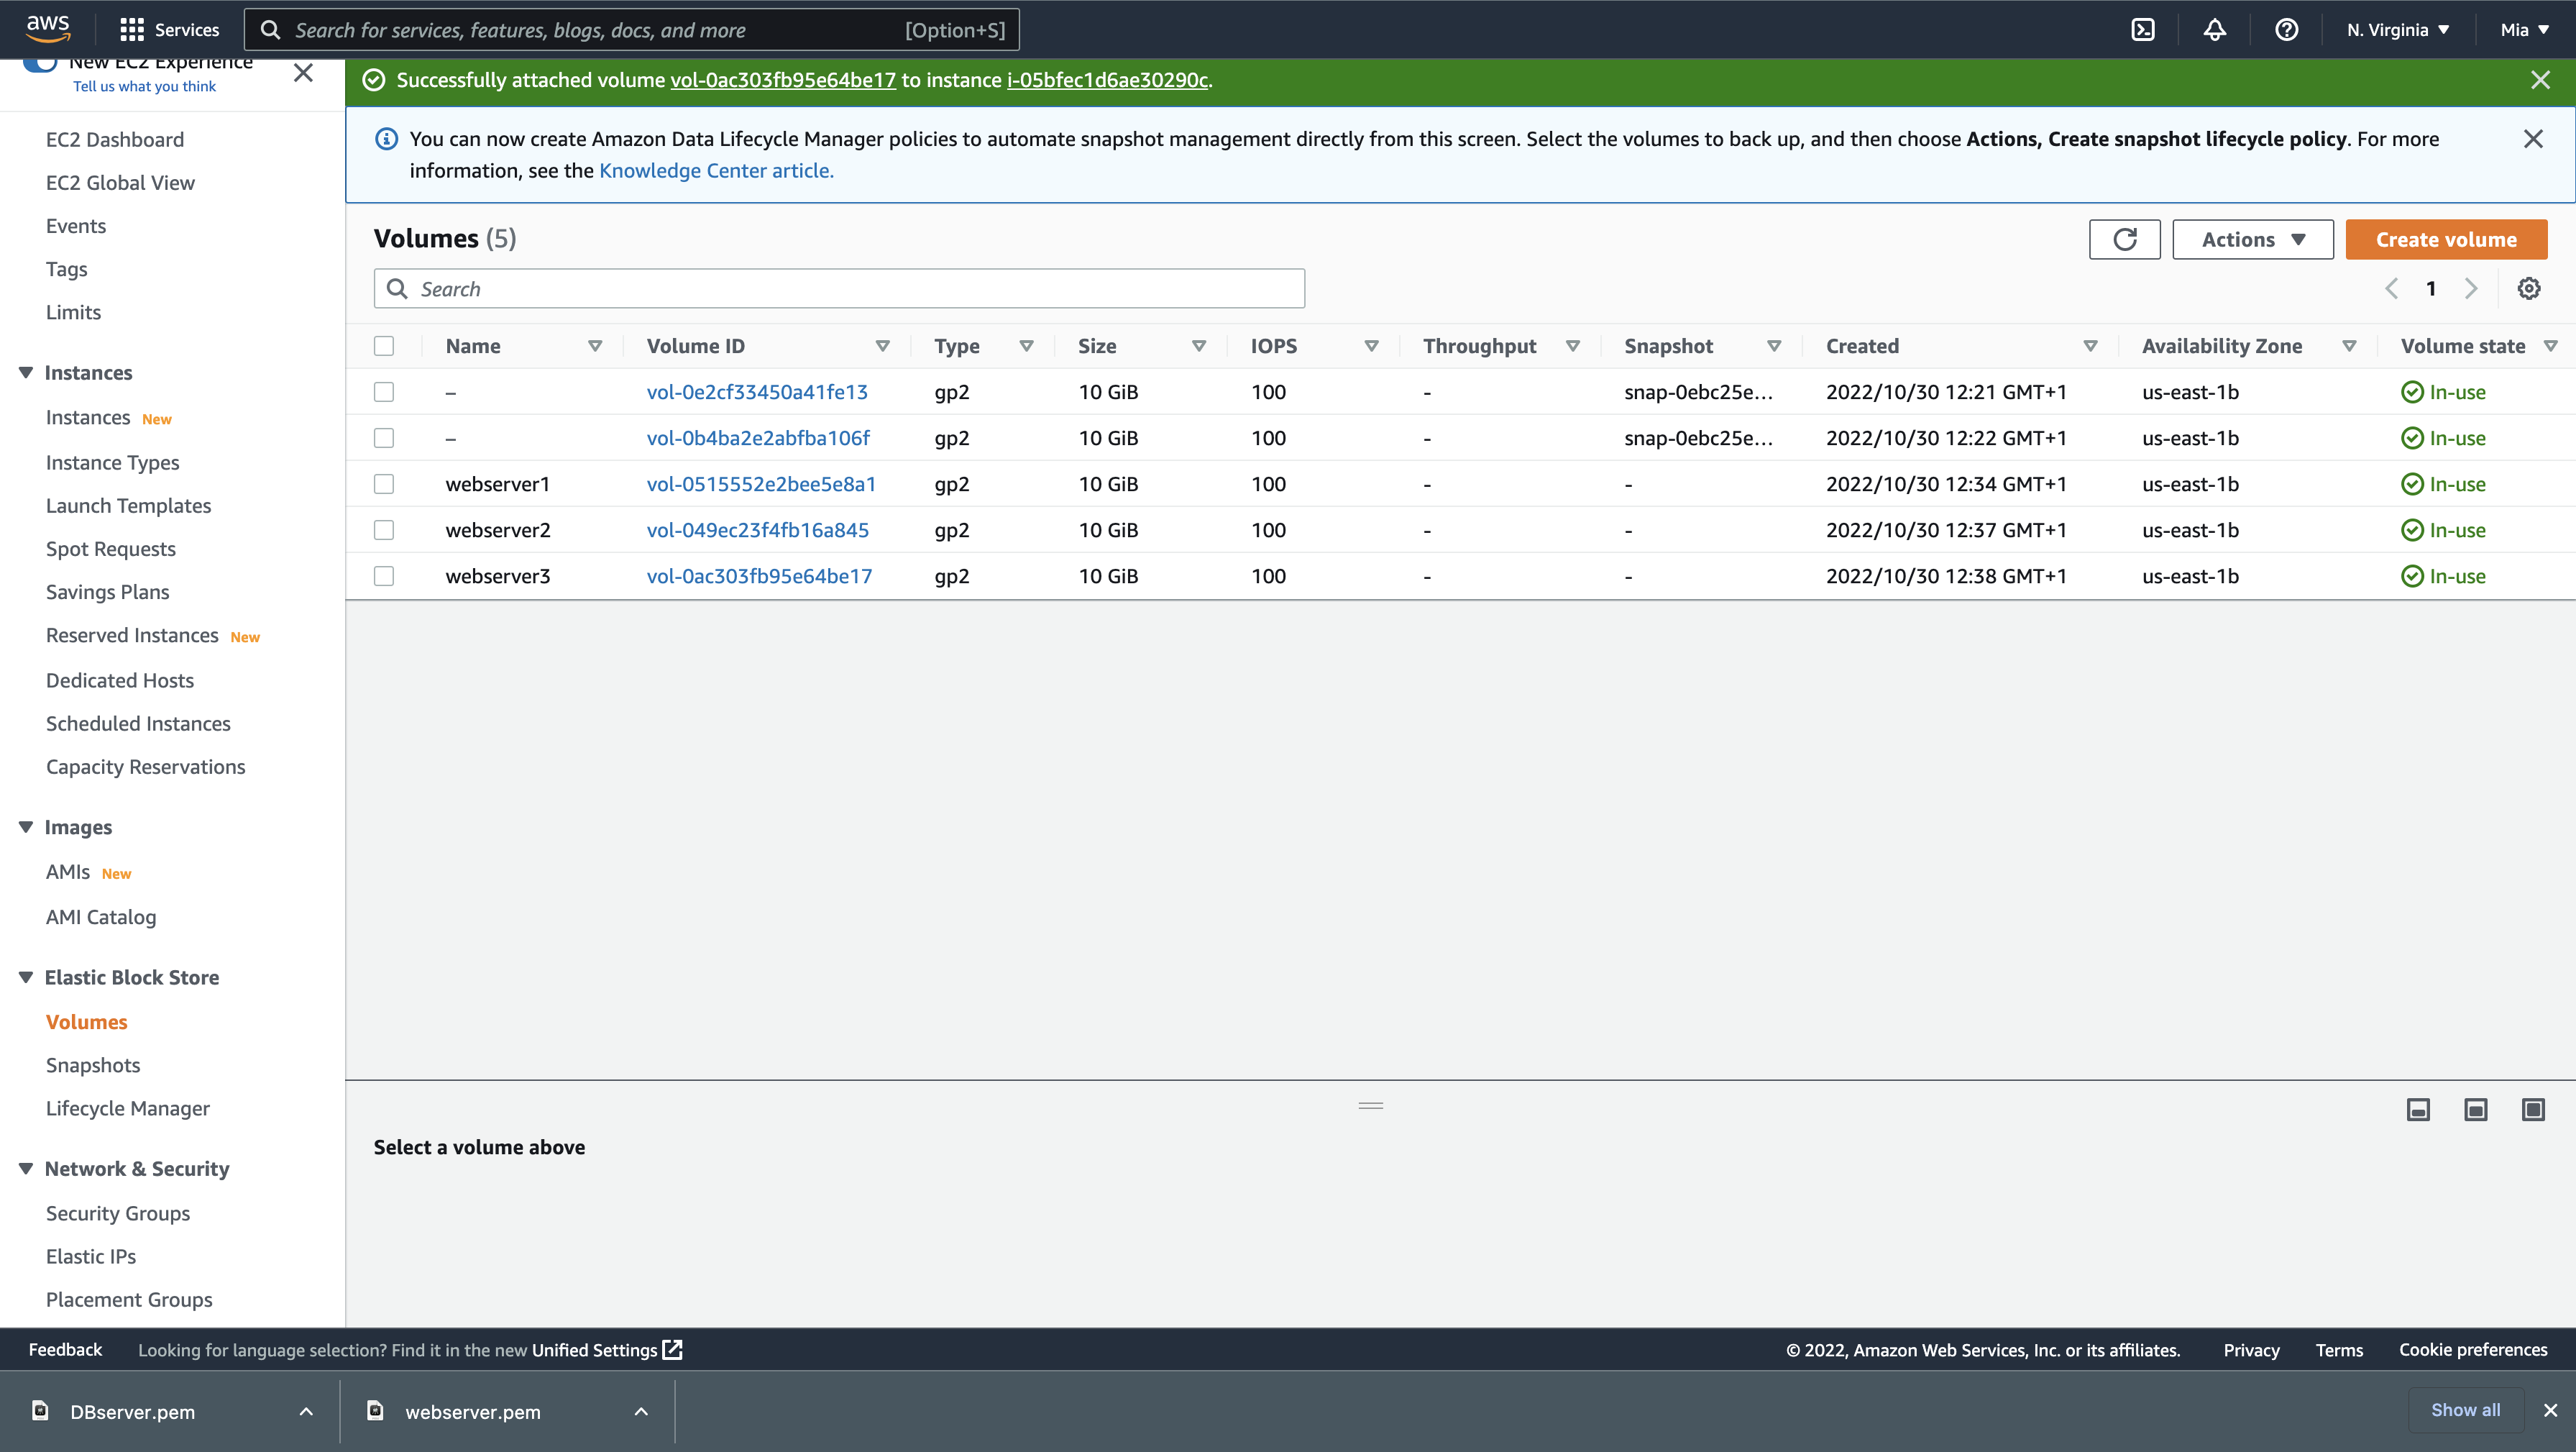 aws
Services
Search for services, features, blogs, docs, and more [Option+S]
N. Virginia
Mia
New EC2 Experience
Tell us what you think
EC2 Dashboard
EC2 Global View
Events
Tags
Limits
Instances
Instances New
Instance Types
Launch Templates
Spot Requests
Savings Plans
Reserved Instances New
Dedicated Hosts
Scheduled Instances
Capacity Reservations
Images
AMIs New
AMI Catalog
Elastic Block Store
Volumes
Snapshots
Lifecycle Manager
Network & Security
Security Groups
Elastic IPs
Placement Groups
Successfully attached volume vol-0ac303fb95e64be17 to instance i-05bfec1d6ae30290c.
You can now create Amazon Data Lifecycle Manager policies to automate snapshot management directly from this screen. Select the volumes to back up, and then choose Actions, Create snapshot lifecycle policy. For more
information, see the Knowledge Center article.
Volumes (5)
Actions
Create volume
Search
1
Name Volume ID Type Size IOPS Throughput Snapshot Created Availability Zone Volume state
– vol-0e2cf33450a41fe13 gp2 10 GiB 100 - snap-0ebc25e... 2022/10/30 12:21 GMT+1 us-east-1b In-use
– vol-0b4ba2e2abfba106f gp2 10 GiB 100 - snap-0ebc25e... 2022/10/30 12:22 GMT+1 us-east-1b In-use
webserver1 vol-0515552e2bee5e8a1 gp2 10 GiB 100 - - 2022/10/30 12:34 GMT+1 us-east-1b In-use
webserver2 vol-049ec23f4fb16a845 gp2 10 GiB 100 - - 2022/10/30 12:37 GMT+1 us-east-1b In-use
webserver3 vol-0ac303fb95e64be17 gp2 10 GiB 100 - - 2022/10/30 12:38 GMT+1 us-east-1b In-use
Select a volume above
Feedback
Looking for language selection? Find it in the new Unified Settings
© 2022, Amazon Web Services, Inc. or its affiliates.
Privacy
Terms
Cookie preferences
DBserver.pem
webserver.pem
Show all